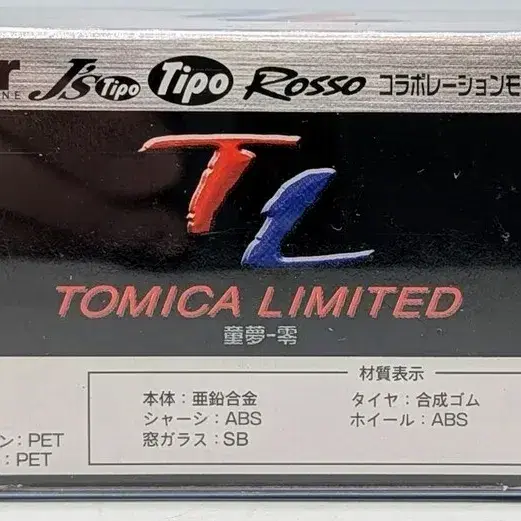 J's Tipo Tipo Rosso コラボレーションモ
TL
TOMICA LIMITED
童夢-零
材質表示
本体：亜鉛合金 タイヤ：合成ゴム
シャーシ：ABS ホイール：ABS
窓ガラス：SB
ン：PET
：PET